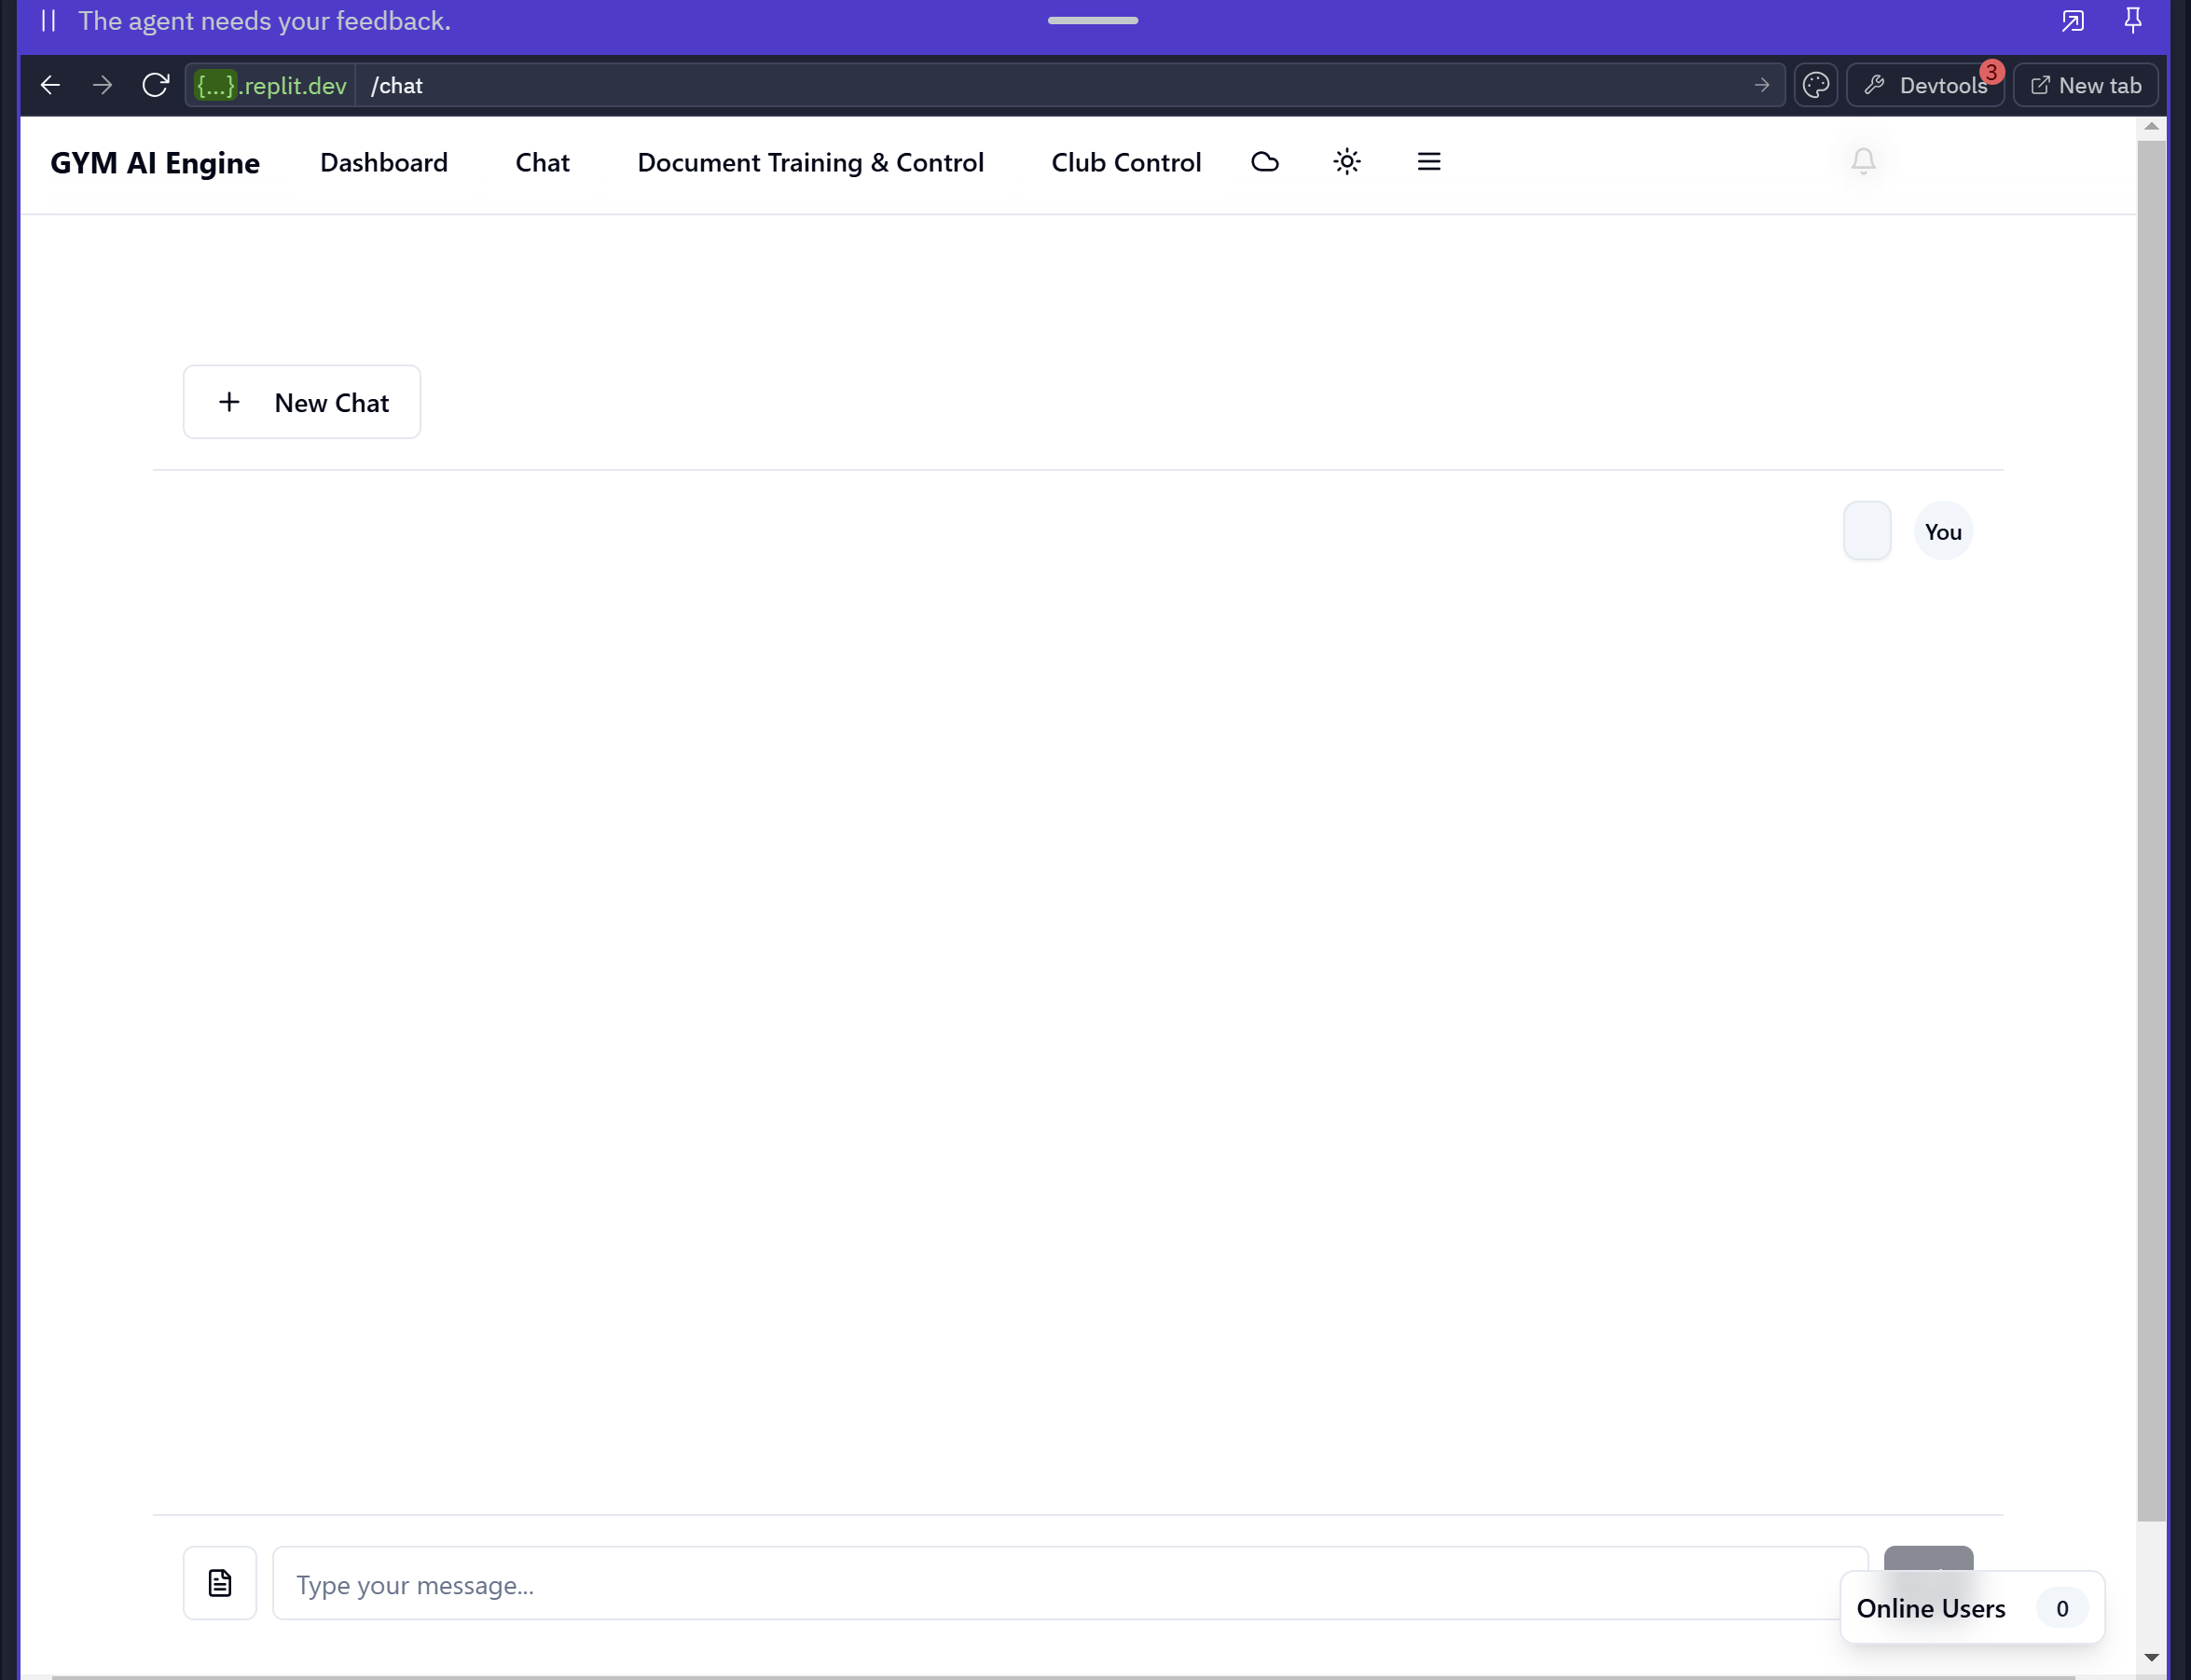 The agent needs your feedback.
{...}.replit.dev /chat
Devtools 3
New tab
GYM AI Engine Dashboard Chat Document Training & Control Club Control
+ New Chat
You
Type your message...
Online Users 0